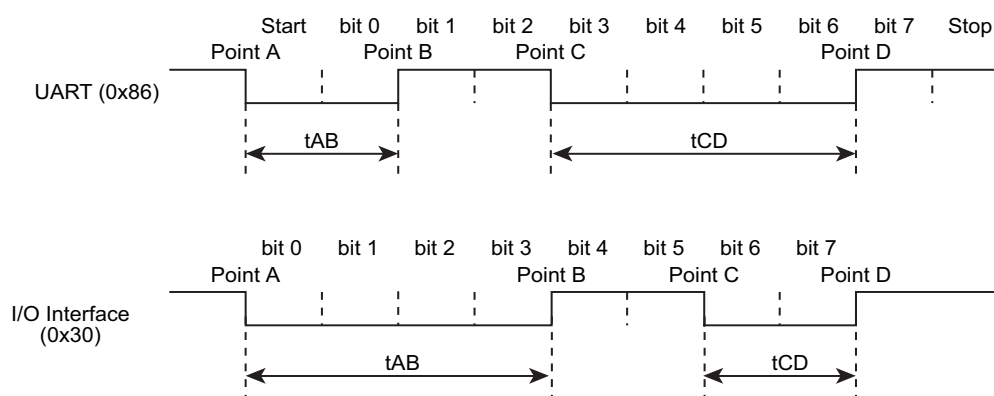 Start bit 0 bit 1 bit 2 bit 3 bit 4 bit 5 bit 6 bit 7 Stop
Point A Point B Point C Point D
UART (0x86)
tAB tCD
bit 0 bit 1 bit 2 bit 3 bit 4 bit 5 bit 6 bit 7
Point A Point B Point C Point D
I/O Interface
(0x30)
tAB tCD